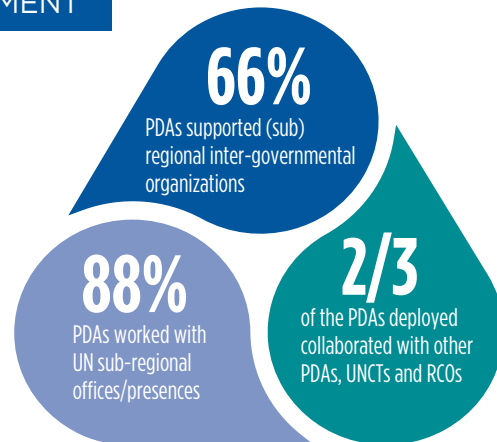 MENT
66%
PDAs supported (sub)
regional inter-governmental
organizations
88%
PDAs worked with
UN sub-regional
offices/presences
2/3
of the PDAs deployed
collaborated with other
PDAs, UNCTs and RCOs